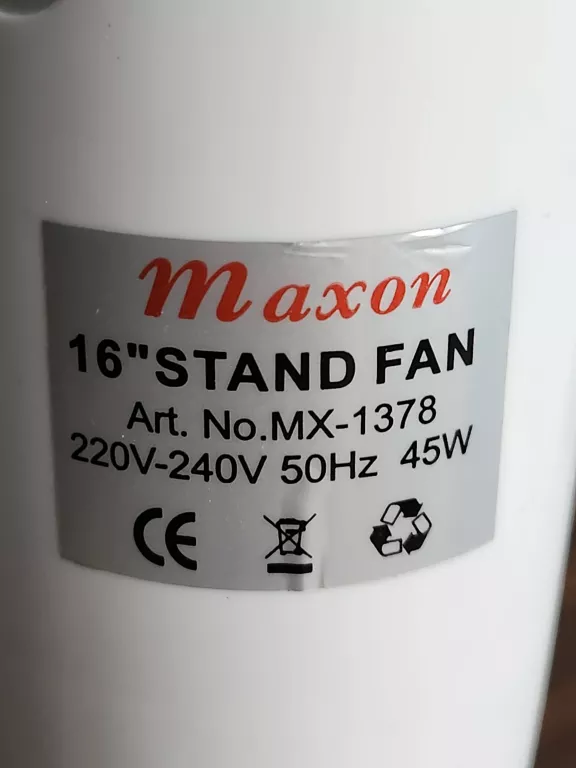 maxon
16"STAND FAN
Art. No.MX-1378
220V-240V 50Hz 45W
CE